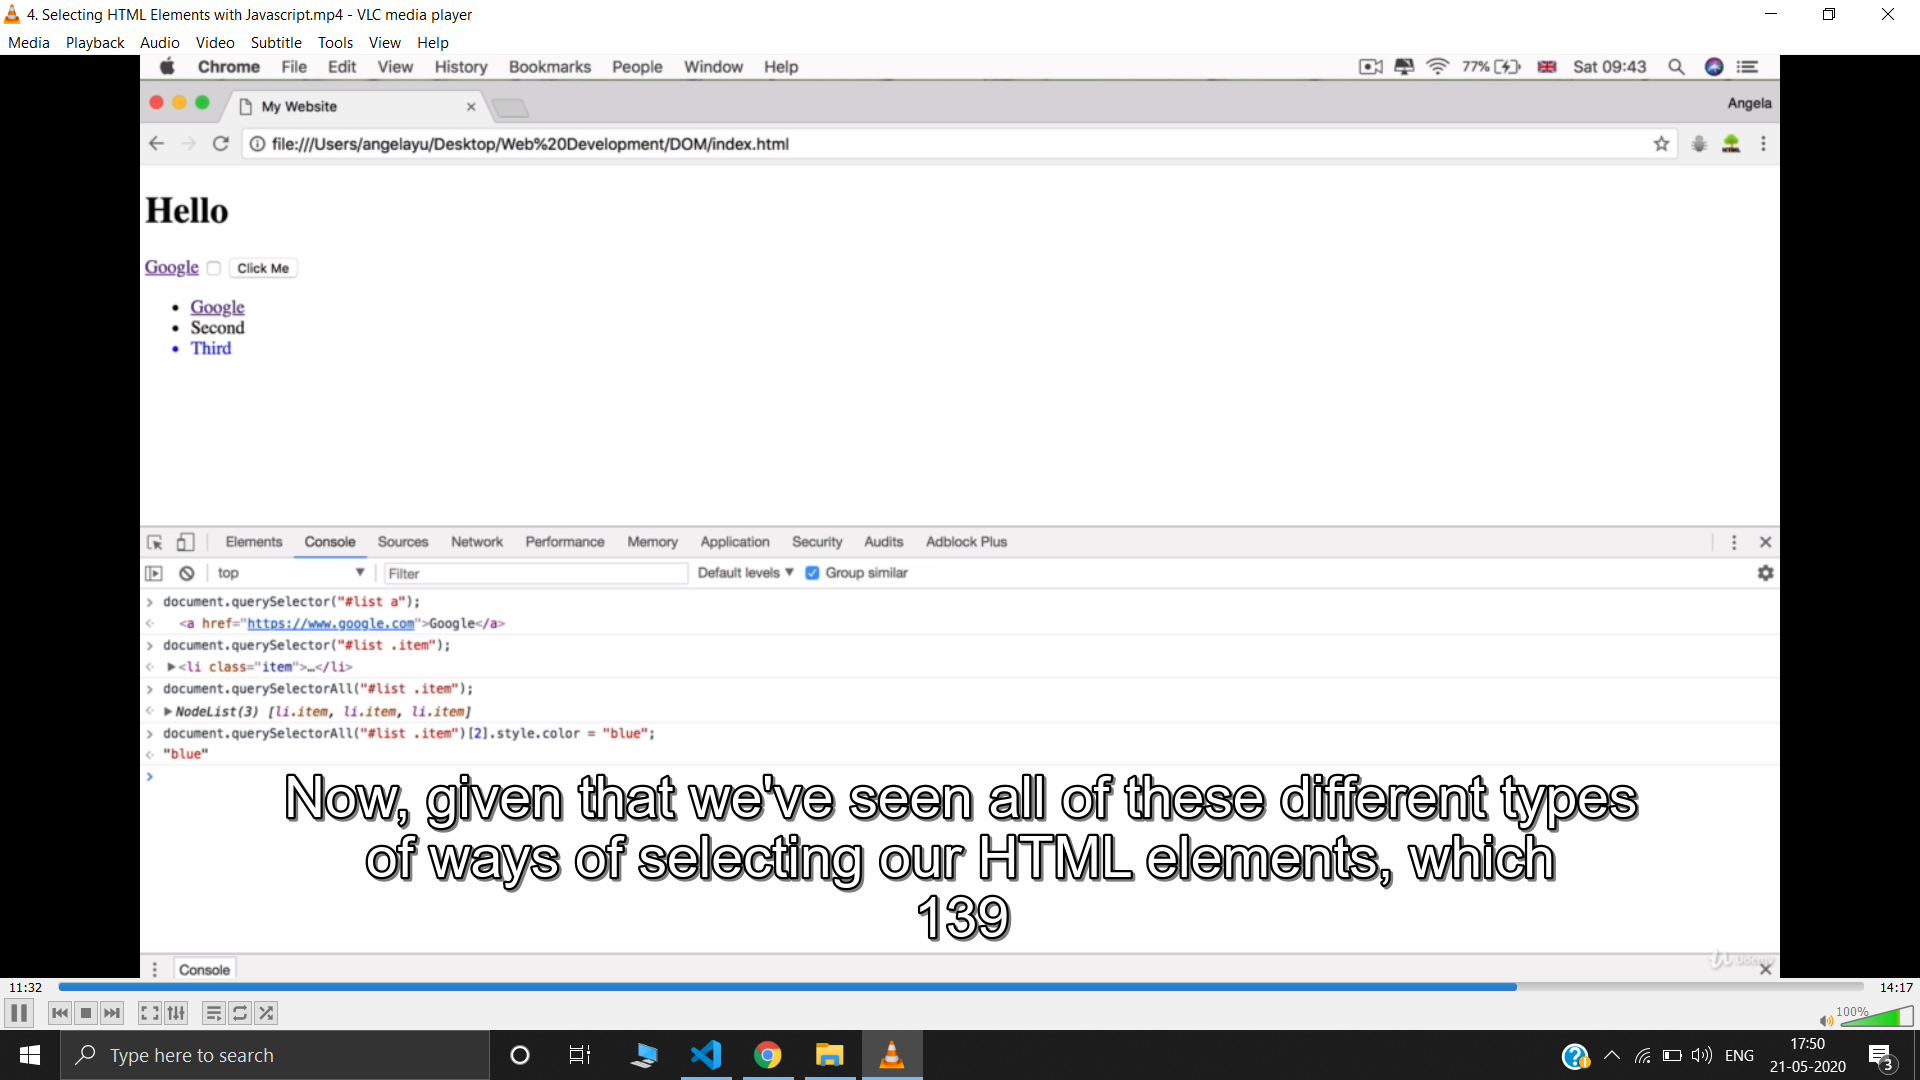 4. Selecting HTML Elements with Javascript.mp4 - VLC media player
Media Playback Audio Video Subtitle Tools View Help
Chrome File Edit View History Bookmarks People Window Help 77% Sat 09:43
My Website Angela
file:///Users/angelayu/Desktop/Web%20Development/DOM/index.html
Hello
Google Click Me
Google
Second
Third
Elements Console Sources Network Performance Memory Application Security Audits Adblock Plus
top Filter Default levels Group similar
document.querySelector("#list a");
<a href="https://www.google.com">Google</a>
document.querySelector("#list .item");
<li class="item">…</li>
document.querySelectorAll("#list .item");
NodeList(3) [li.item, li.item, li.item]
document.querySelectorAll("#list .item")[2].style.color = "blue";
"blue"
Now, given that we've seen all of these different types
of ways of selecting our HTML elements, which
139
Console
Udemy
11:32 14:17
100%
Type here to search
ENG
17:50
21-05-2020
3